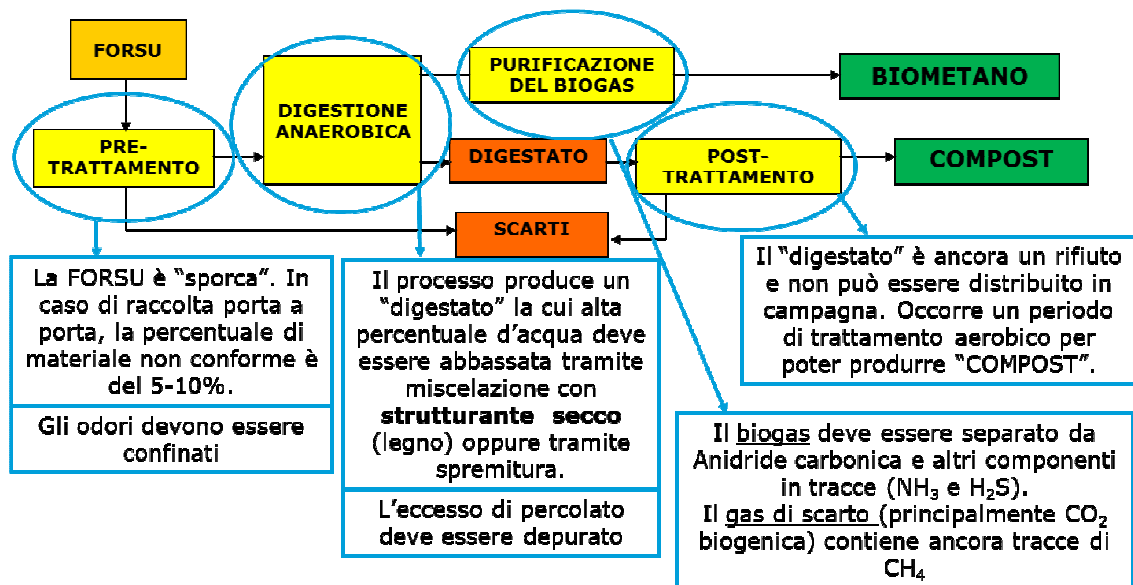 FORSU
PRE-
TRATTAMENTO
DIGESTIONE
ANAEROBICA
PURIFICAZIONE
DEL BIOGAS
BIOMETANO
DIGESTATO
POST-
TRATTAMENTO
COMPOST
SCARTI
La FORSU è “sporca”. In
caso di raccolta porta a
porta, la percentuale di
materiale non conforme è
del 5-10%.
Gli odori devono essere
confinati
Il processo produce un
“digestato” la cui alta
percentuale d’acqua deve
essere abbassata tramite
miscelazione con
strutturante secco
(legno) oppure tramite
spremitura.
L’eccesso di percolato
deve essere depurato
Il “digestato” è ancora un rifiuto
e non può essere distribuito in
campagna. Occorre un periodo
di trattamento aerobico per
poter produrre “COMPOST”.
Il biogas deve essere separato da
Anidride carbonica e altri componenti
in tracce (NH₃ e H₂S).
Il gas di scarto (principalmente CO₂
biogenica) contiene ancora tracce di
CH₄